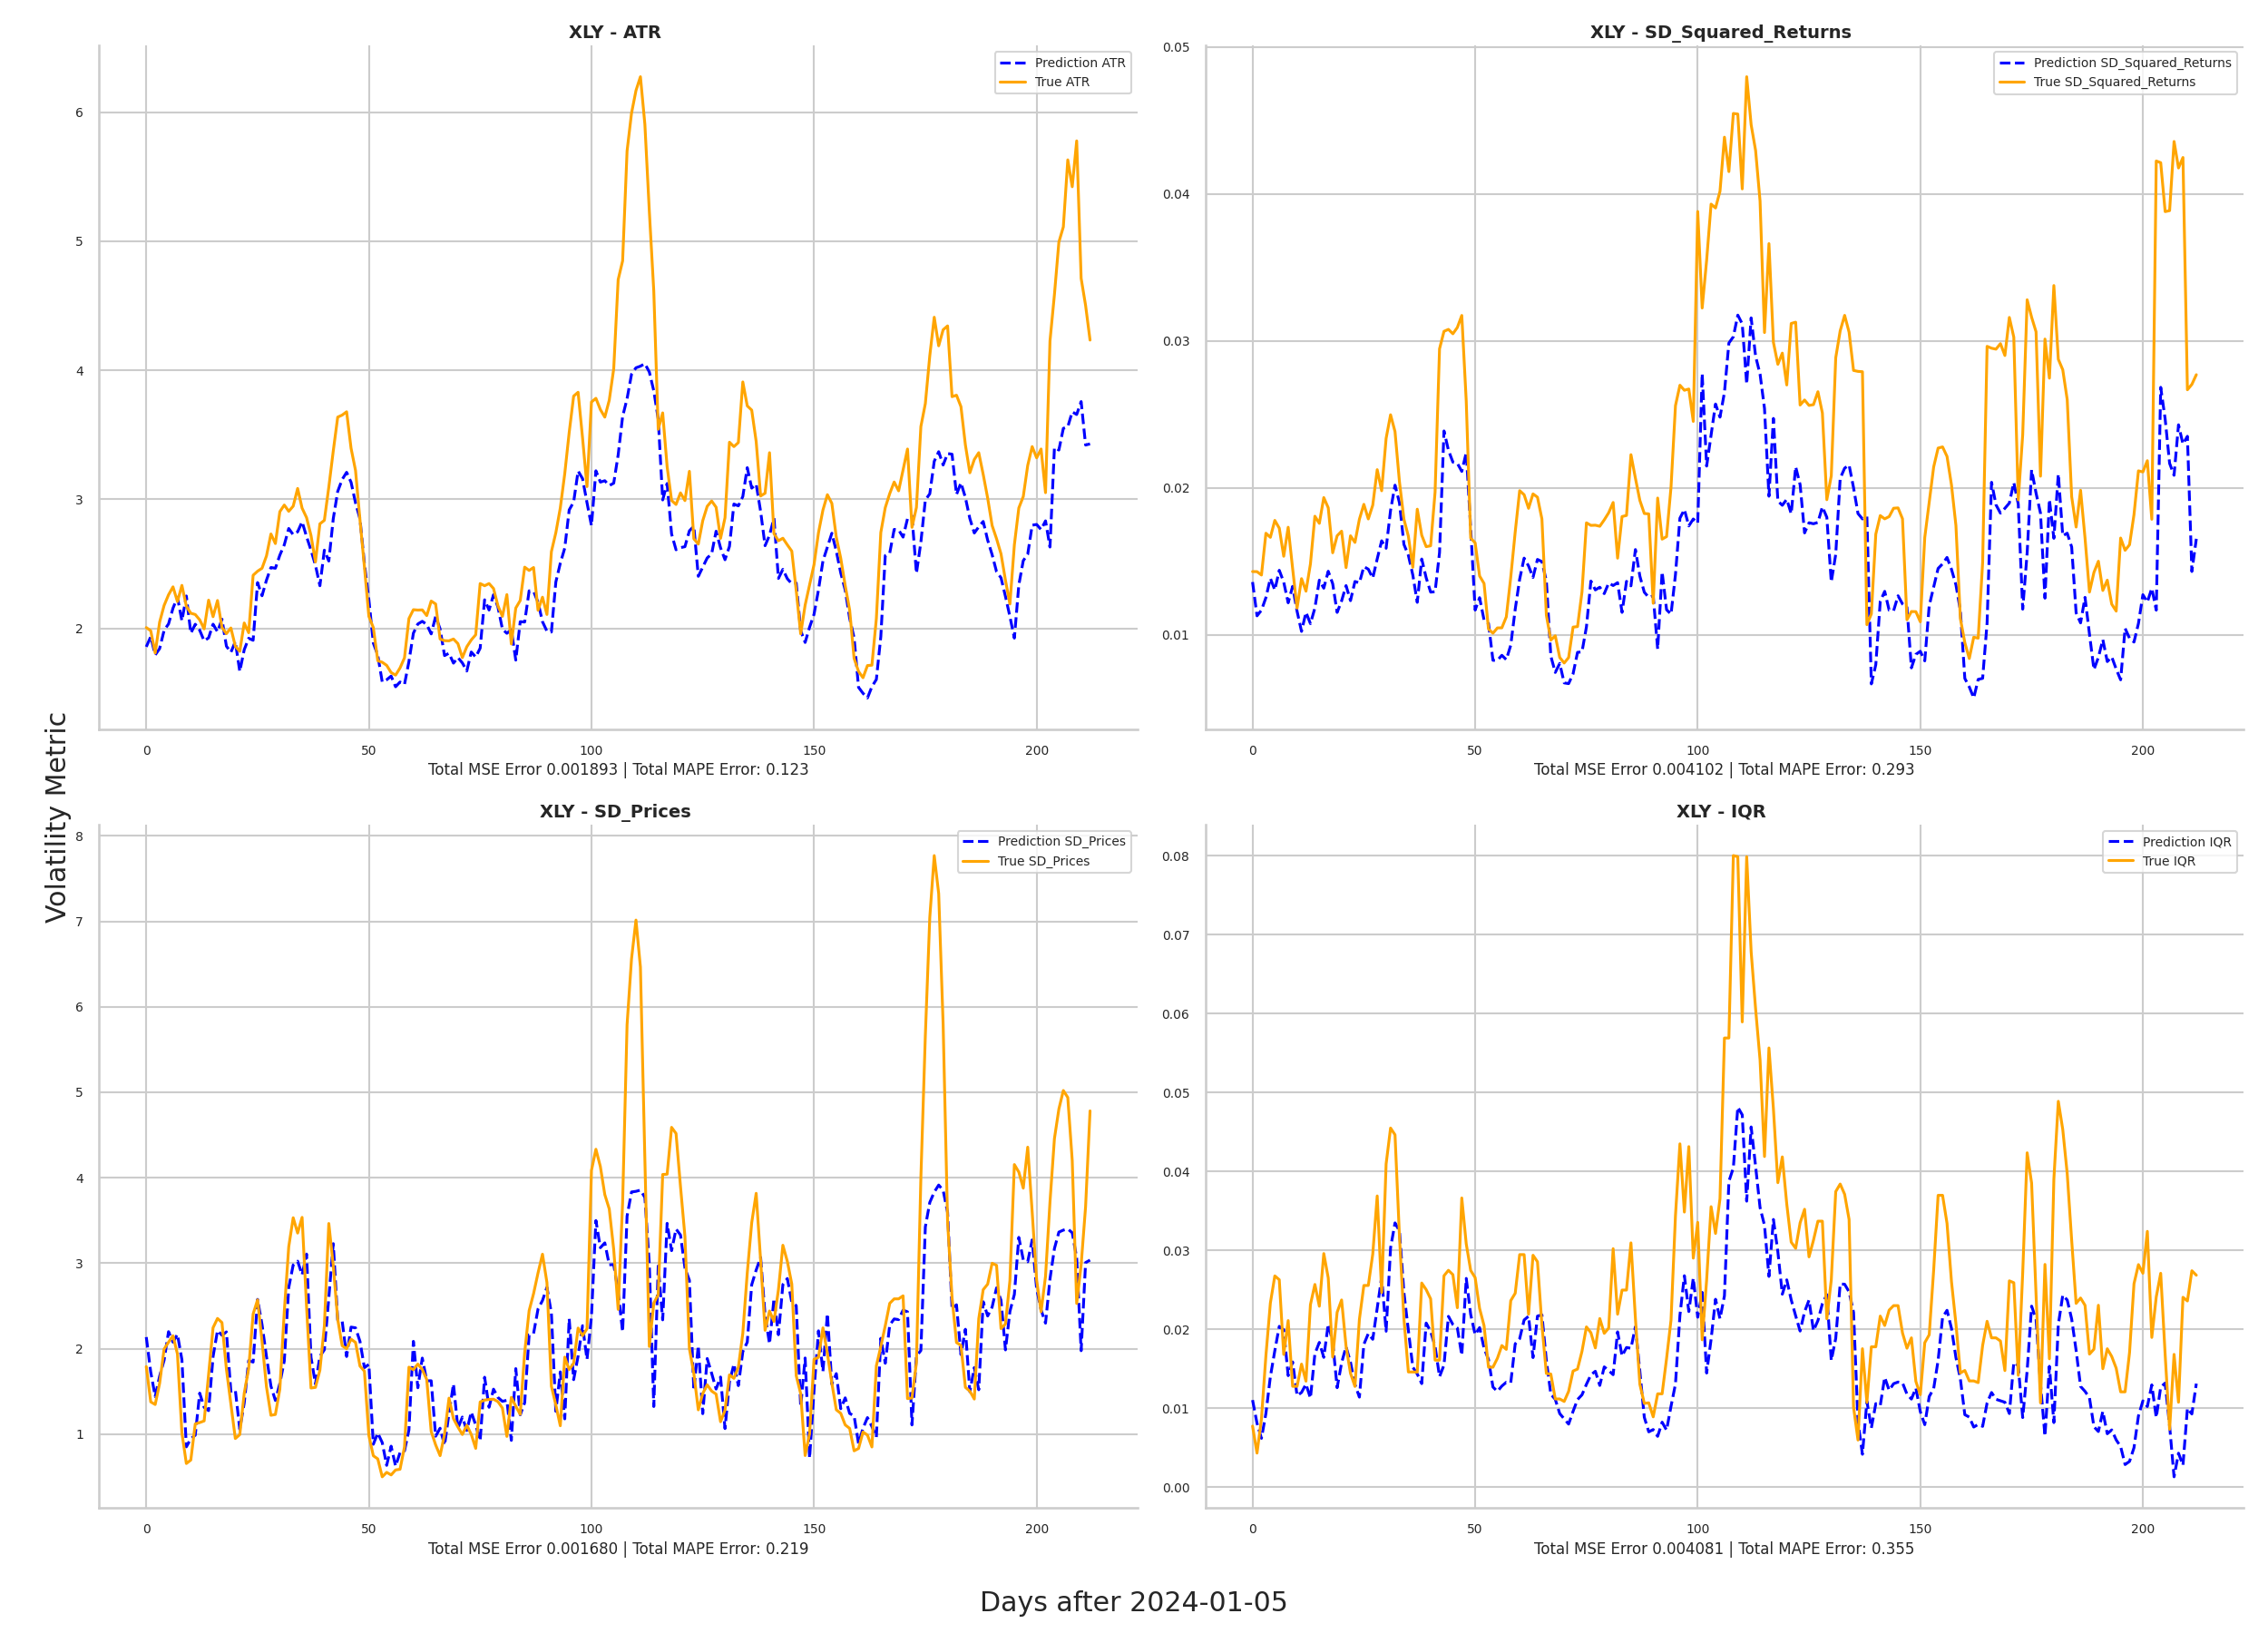 XLY - ATR
Prediction ATR
True ATR
6
5
4
3
2
0
50
100
150
200
Total MSE Error 0.001893 | Total MAPE Error: 0.123
XLY - SD_Squared_Returns
Prediction SD_Squared_Returns
True SD_Squared_Returns
0.05
0.04
0.03
0.02
0.01
0
50
100
150
200
Total MSE Error 0.004102 | Total MAPE Error: 0.293
Volatility Metric
XLY - SD_Prices
Prediction SD_Prices
True SD_Prices
8
7
6
5
4
3
2
1
0
50
100
150
200
Total MSE Error 0.001680 | Total MAPE Error: 0.219
XLY - IQR
Prediction IQR
True IQR
0.08
0.07
0.06
0.05
0.04
0.03
0.02
0.01
0.00
0
50
100
150
200
Total MSE Error 0.004081 | Total MAPE Error: 0.355
Days after 2024-01-05